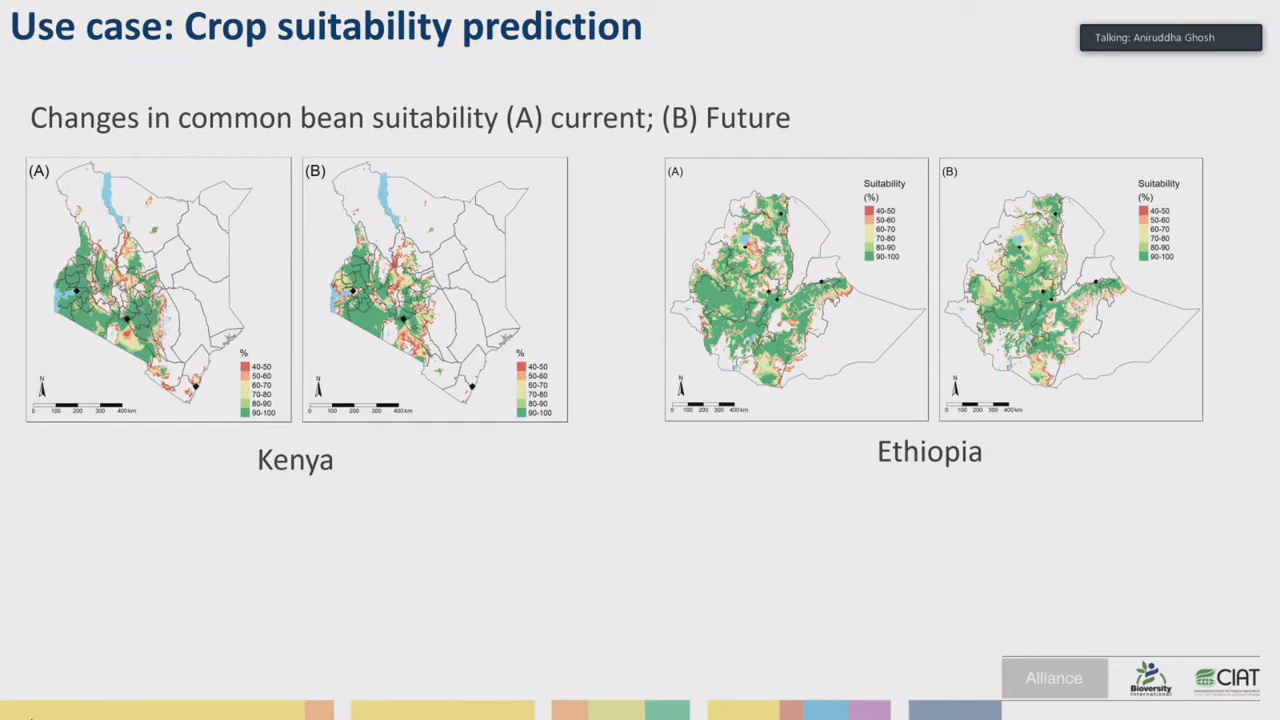 Use case: Crop suitability prediction
Talking: Aniruddha Ghosh
Changes in common bean suitability (A) current; (B) Future
(A)
%
40-50
50-60
60-70
70-80
80-90
90-100
N
0 100 200 300 400 km
(B)
%
40-50
50-60
60-70
70-80
80-90
90-100
N
0 100 200 300 400 km
Kenya
(A)
Suitability
(%)
40-50
50-60
60-70
70-80
80-90
90-100
N
0 100 200 300 400 km
(B)
Suitability
(%)
40-50
50-60
60-70
70-80
80-90
90-100
N
0 100 200 300 400 km
Ethiopia
Alliance
Bioversity
International
CIAT